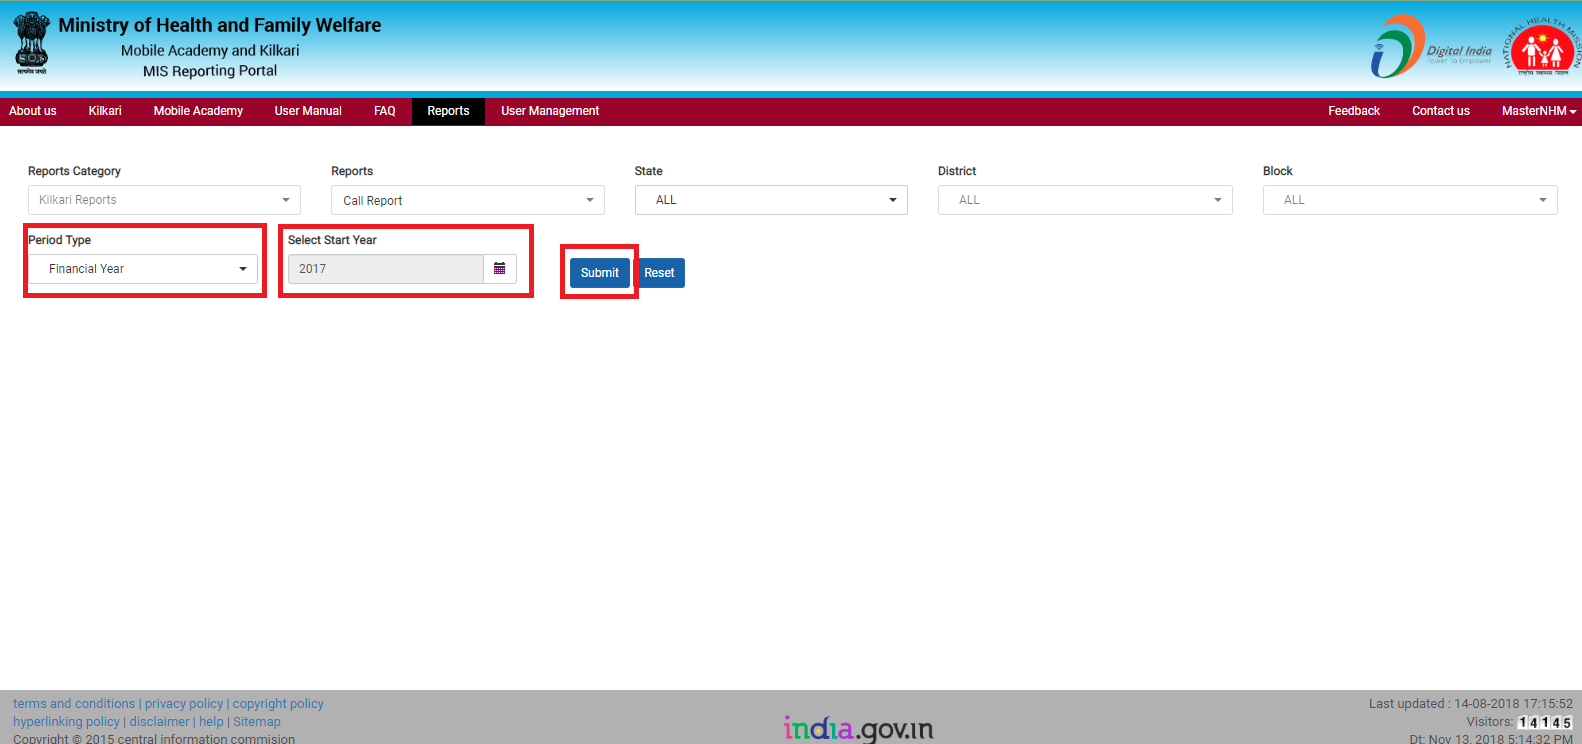 Ministry of Health and Family Welfare
Mobile Academy and Kilkari
MIS Reporting Portal
सत्यमेव जयते
Digital India
Power To Empower
NATIONAL HEALTH MISSION
राष्ट्रीय स्वास्थ्य मिशन
About us Kilkari Mobile Academy User Manual FAQ Reports User Management Feedback Contact us MasterNHM
Reports Category Reports State District Block
Kilkari Reports Call Report ALL ALL ALL
Period Type Select Start Year
Financial Year 2017 Submit Reset
terms and conditions | privacy policy | copyright policy
hyperlinking policy | disclaimer | help | Sitemap
Copyright © 2015 central information commision
india.gov.in
Last updated : 14-08-2018 17:15:52
Visitors: 14145
Dt: Nov 13, 2018 5:14:32 PM